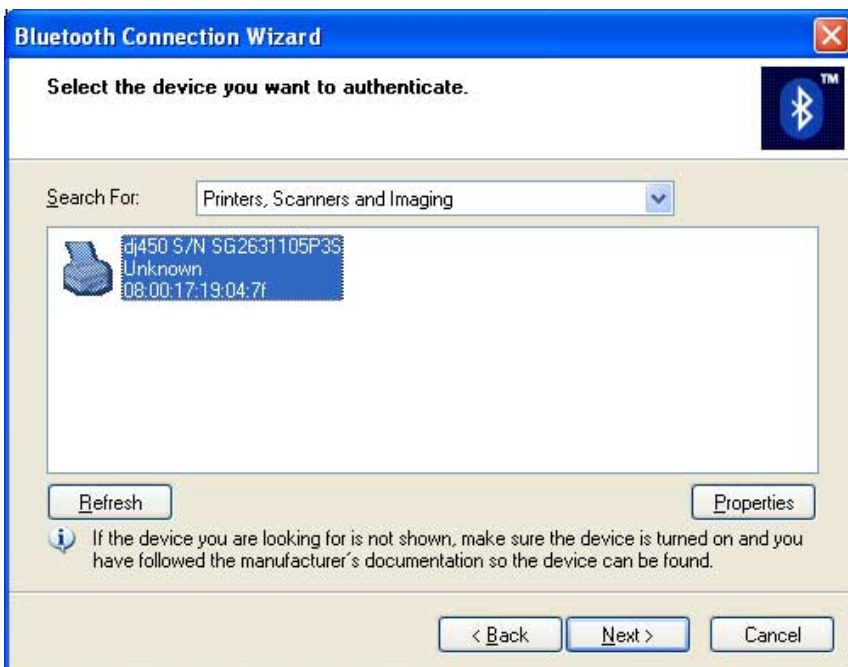 Bluetooth Connection Wizard
Select the device you want to authenticate.
TM
Search For: Printers, Scanners and Imaging
dj450 S/N SG2631105P3S
Unknown
08:00:17:19:04:7f
Refresh Properties
If the device you are looking for is not shown, make sure the device is turned on and you
have followed the manufacturer´s documentation so the device can be found.
< Back Next > Cancel